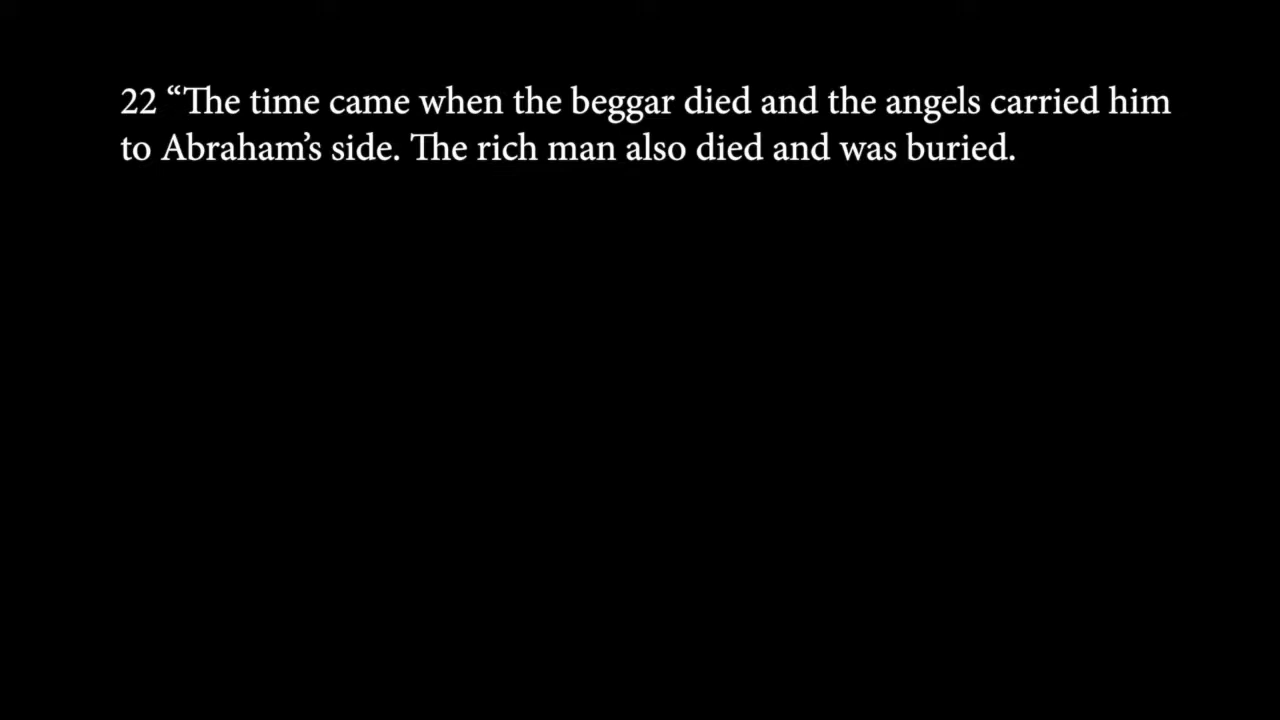 22 “The time came when the beggar died and the angels carried him
to Abraham’s side. The rich man also died and was buried.